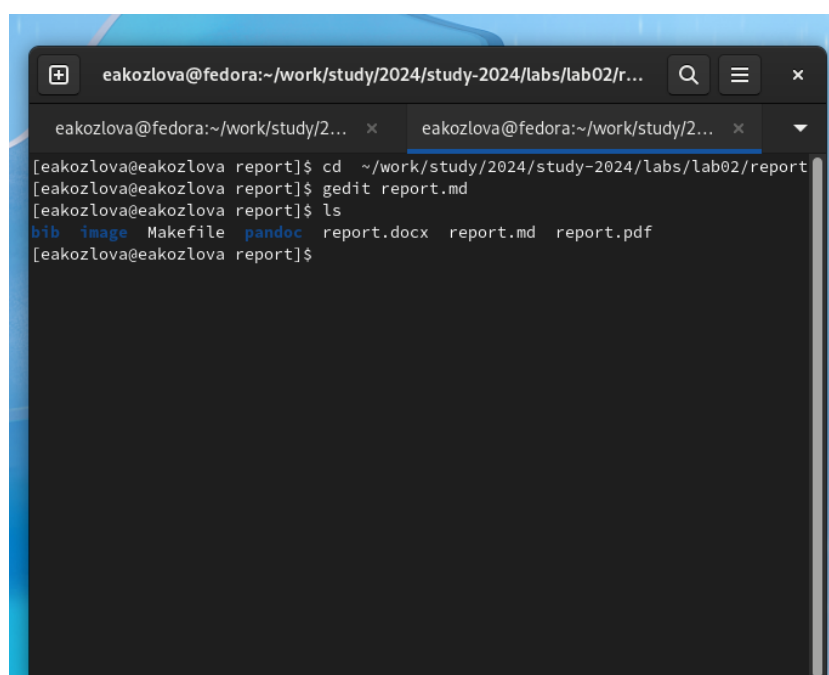 eakozlova@fedora:~/work/study/2024/study-2024/labs/lab02/r...
eakozlova@fedora:~/work/study/2... eakozlova@fedora:~/work/study/2...
[eakozlova@eakozlova report]$ cd  ~/work/study/2024/study-2024/labs/lab02/report
[eakozlova@eakozlova report]$ gedit report.md
[eakozlova@eakozlova report]$ ls
bib  image  Makefile  pandoc  report.docx  report.md  report.pdf
[eakozlova@eakozlova report]$